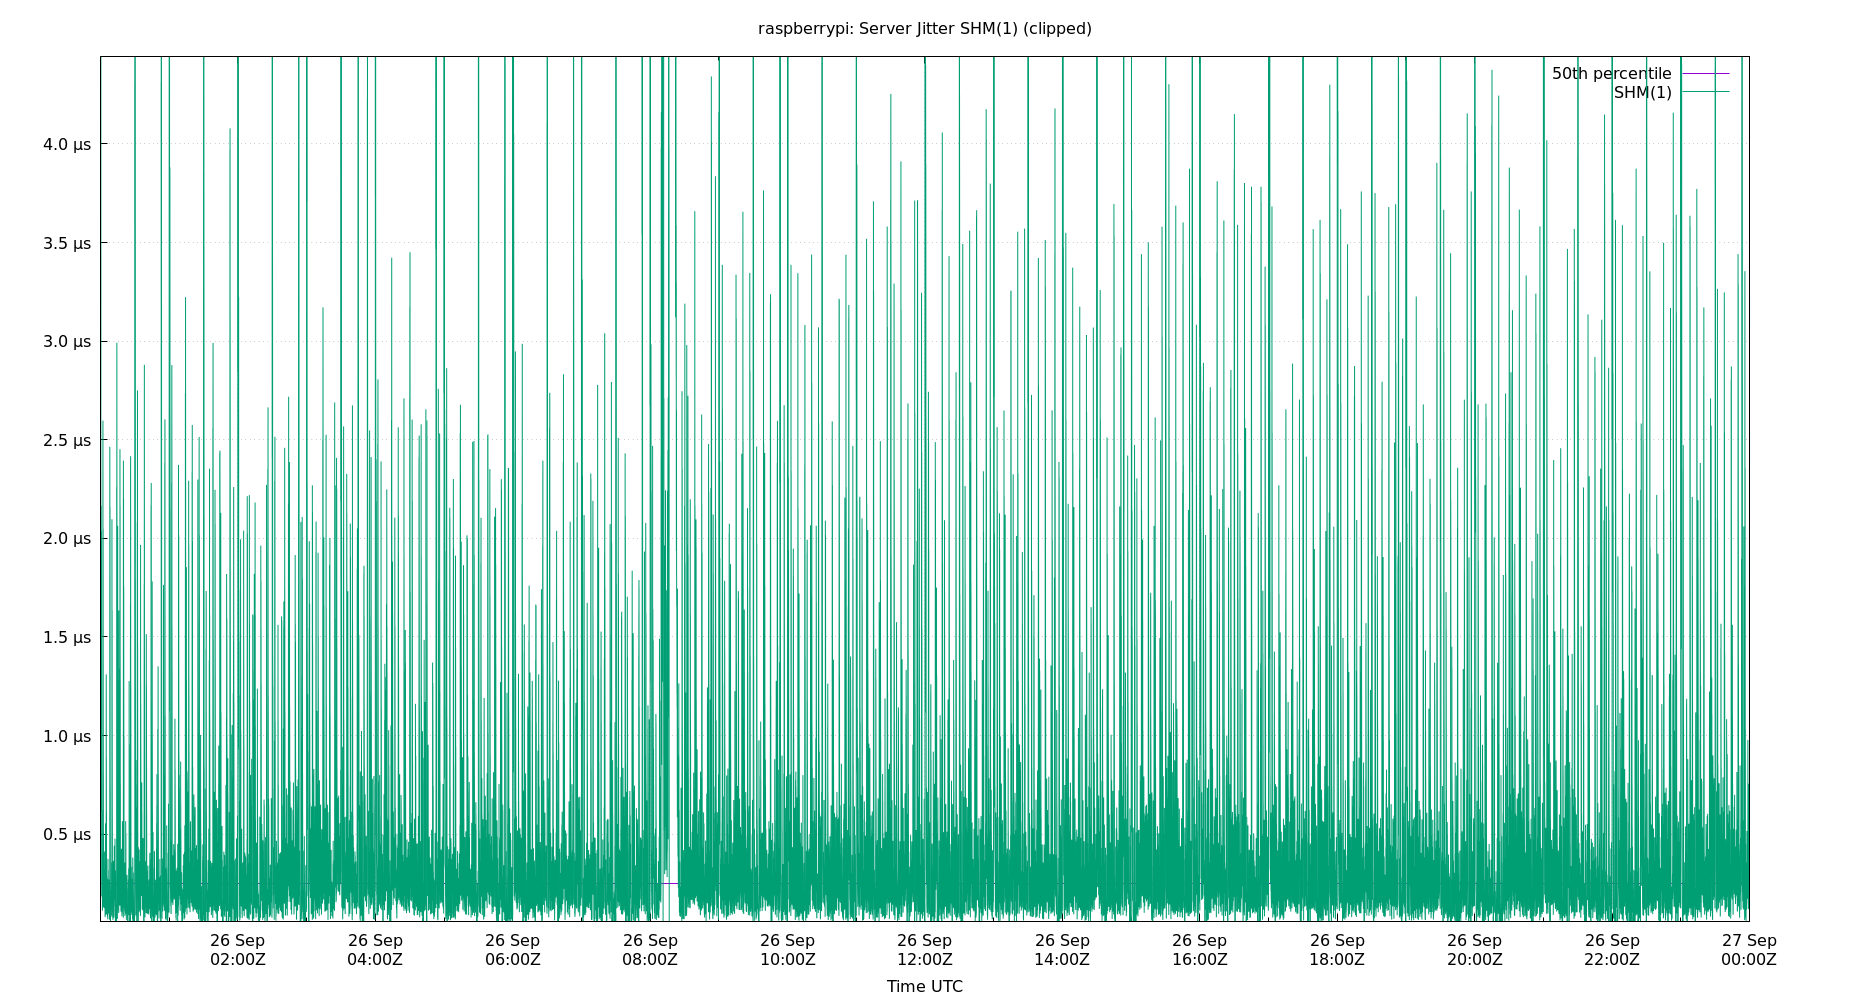 raspberrypi: Server Jitter SHM(1) (clipped)
50th percentile
SHM(1)
4.0 µs
3.5 µs
3.0 µs
2.5 µs
2.0 µs
1.5 µs
1.0 µs
0.5 µs
26 Sep 26 Sep 26 Sep 26 Sep 26 Sep 26 Sep 26 Sep 26 Sep 26 Sep 26 Sep 26 Sep 27 Sep
02:00Z 04:00Z 06:00Z 08:00Z 10:00Z 12:00Z 14:00Z 16:00Z 18:00Z 20:00Z 22:00Z 00:00Z
Time UTC